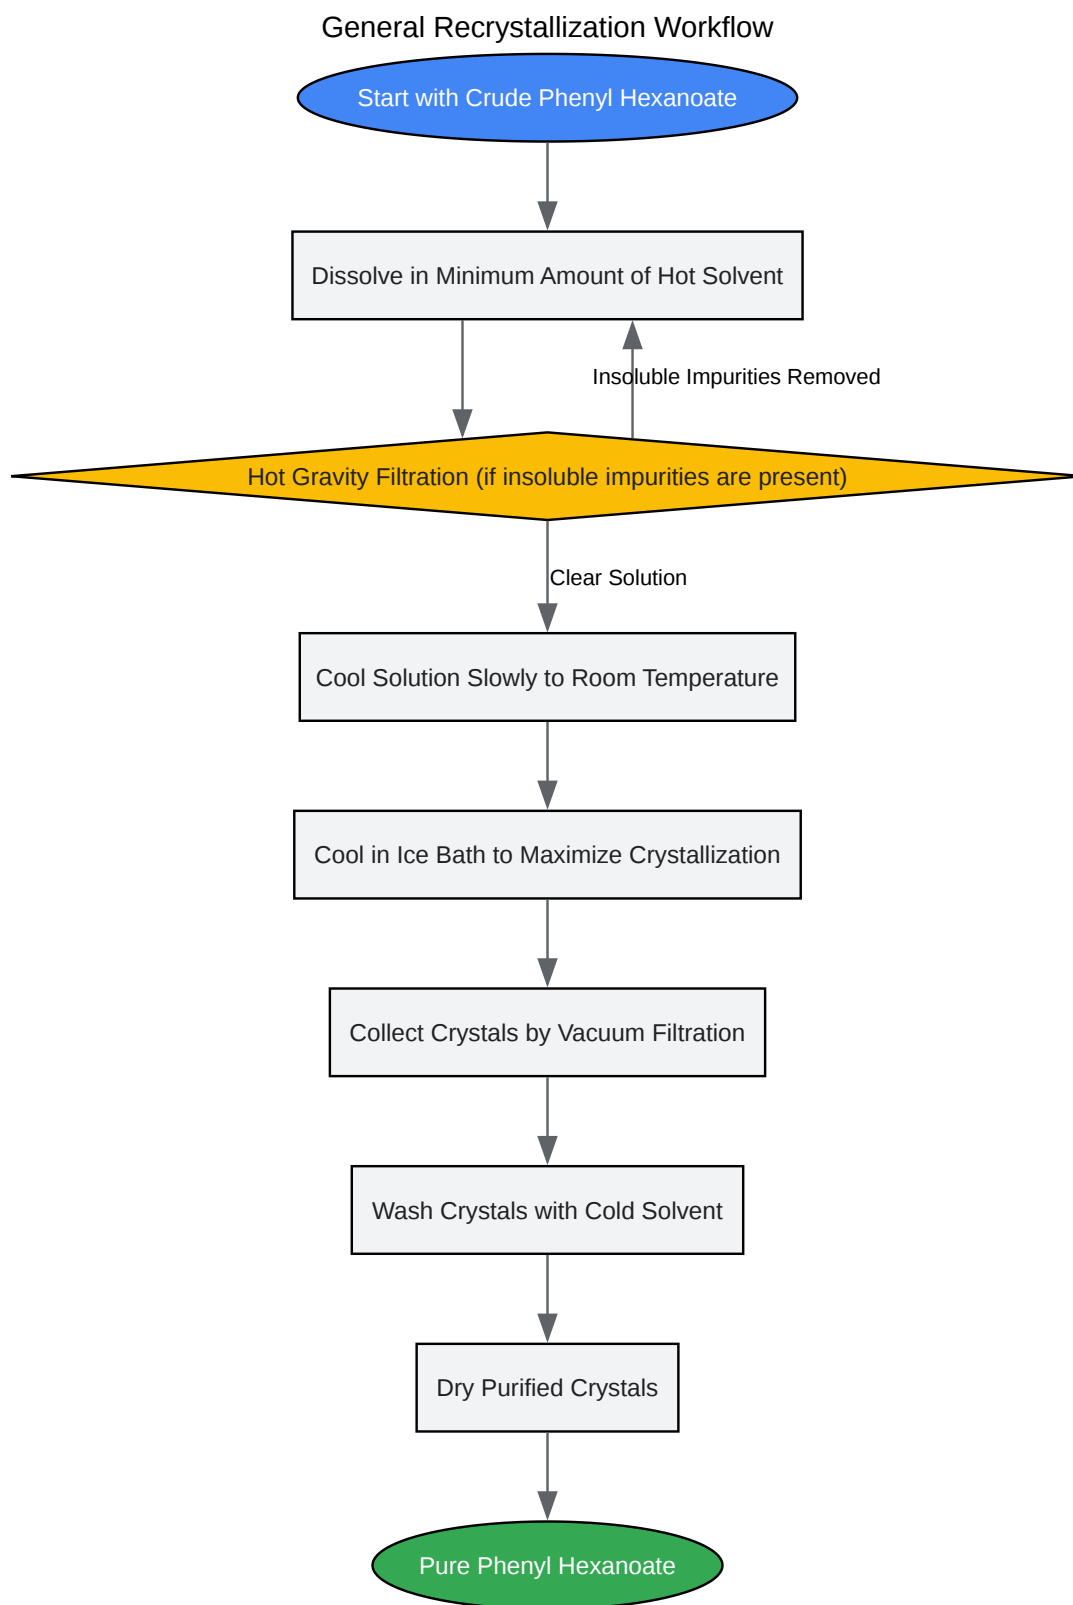 General Recrystallization Workflow
Start with Crude Phenyl Hexanoate
Dissolve in Minimum Amount of Hot Solvent
Insoluble Impurities Removed
Hot Gravity Filtration (if insoluble impurities are present)
Clear Solution
Cool Solution Slowly to Room Temperature
Cool in Ice Bath to Maximize Crystallization
Collect Crystals by Vacuum Filtration
Wash Crystals with Cold Solvent
Dry Purified Crystals
Pure Phenyl Hexanoate